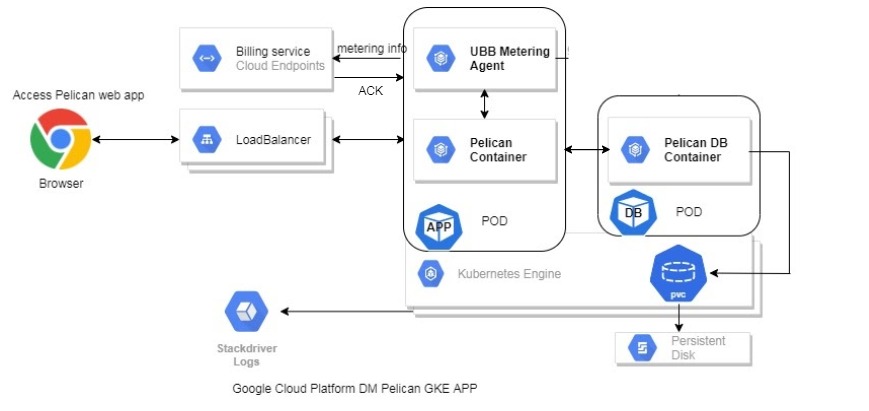 Billing service
Cloud Endpoints
metering info
ACK
UBB Metering
Agent
Access Pelican web app
Browser
LoadBalancer
Pelican
Container
Pelican DB
Container
APP
POD
DB
POD
Kubernetes Engine
pvc
Stackdriver
Logs
Persistent
Disk
Google Cloud Platform DM Pelican GKE APP